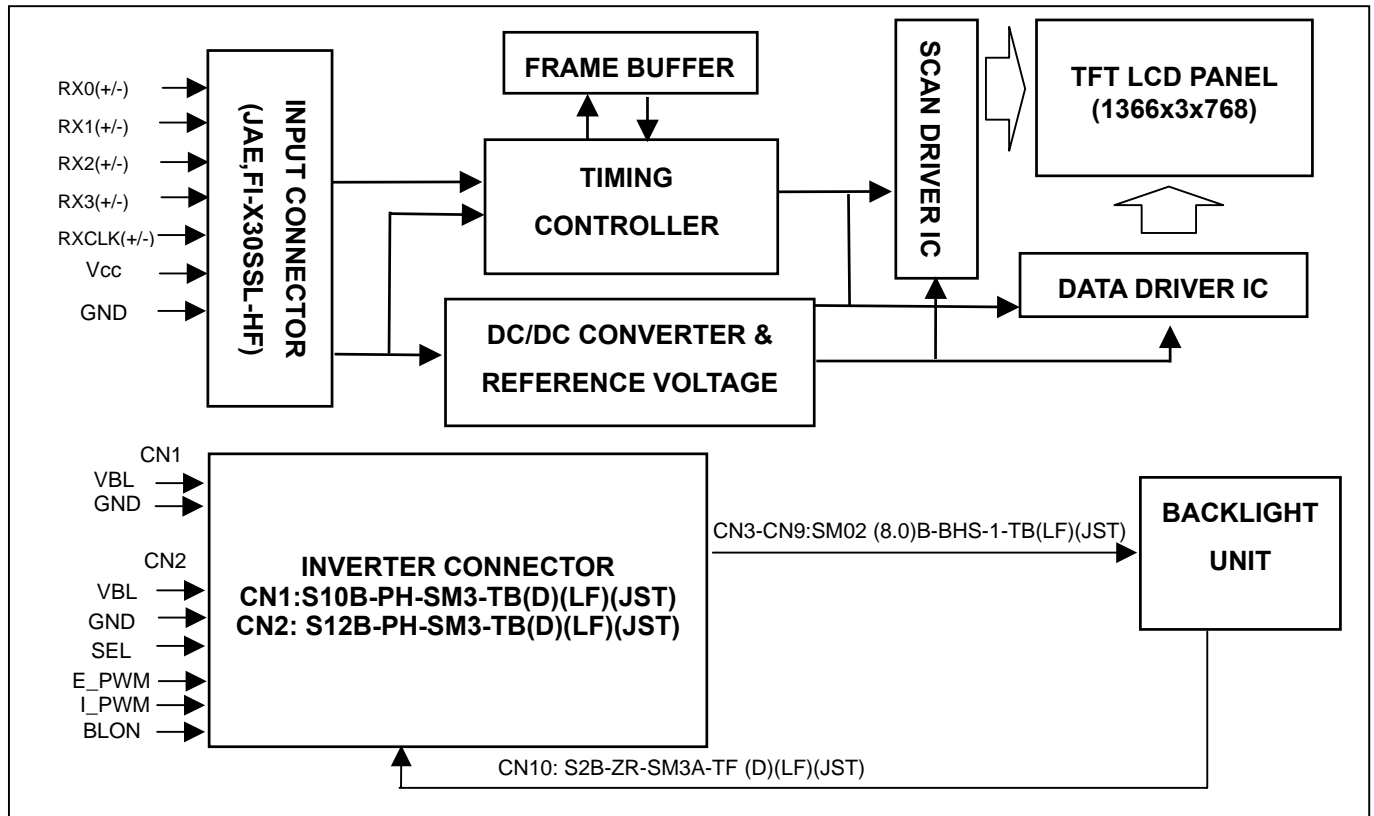 RX0(+/-)
RX1(+/-)
RX2(+/-)
RX3(+/-)
RXCLK(+/-)
Vcc
GND
INPUT CONNECTOR
(JAE,FI-X30SSL-HF)
FRAME BUFFER
TIMING
CONTROLLER
DC/DC CONVERTER &
REFERENCE VOLTAGE
SCAN DRIVER IC
TFT LCD PANEL
(1366x3x768)
DATA DRIVER IC
CN1
VBL
GND
CN2
VBL
GND
SEL
E_PWM
I_PWM
BLON
INVERTER CONNECTOR
CN1:S10B-PH-SM3-TB(D)(LF)(JST)
CN2: S12B-PH-SM3-TB(D)(LF)(JST)
CN3-CN9:SM02 (8.0)B-BHS-1-TB(LF)(JST)
BACKLIGHT
UNIT
CN10: S2B-ZR-SM3A-TF (D)(LF)(JST)